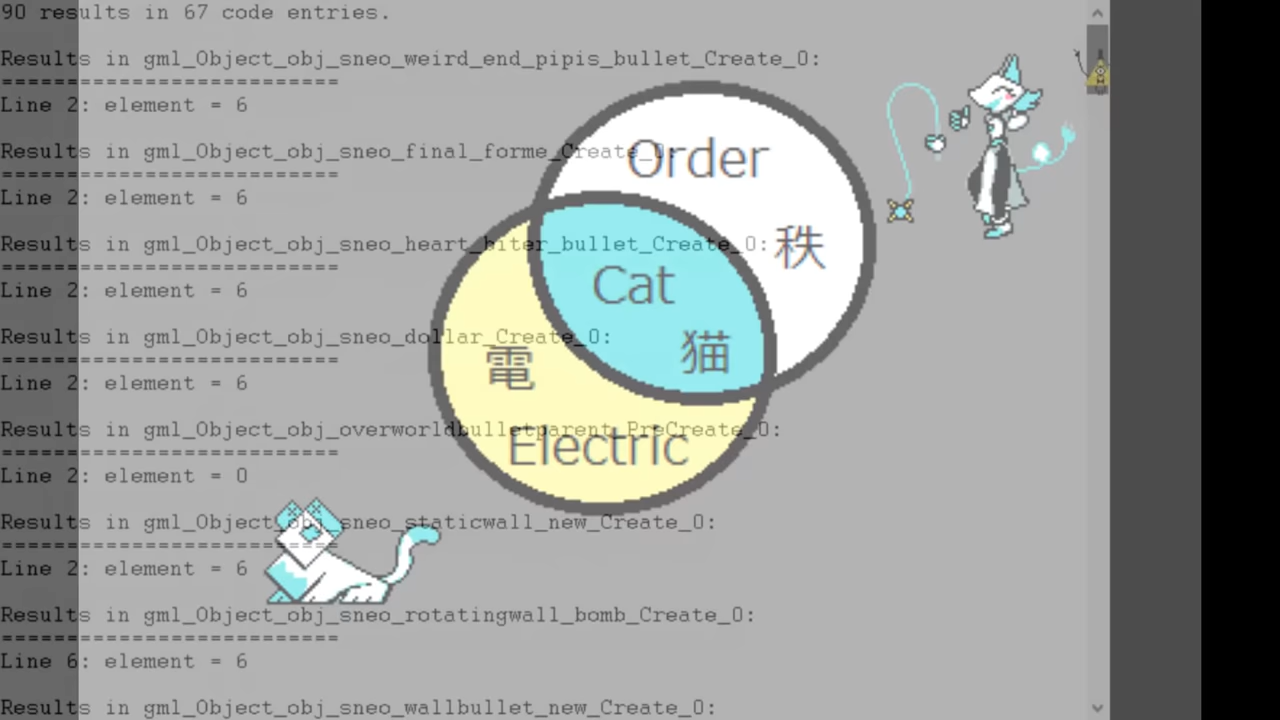 90 results in 67 code entries.
Results in gml_Object_obj_sneo_weird_end_pipis_bullet_Create_0:
==========================
Line 2: element = 6
Results in gml_Object_obj_sneo_final_forme_Create_0:
==========================
Line 2: element = 6
Results in gml_Object_obj_sneo_heart_biter_bullet_Create_0:
==========================
Line 2: element = 6
Results in gml_Object_obj_sneo_dollar_Create_0:
==========================
Line 2: element = 6
Results in gml_Object_obj_overworldbulletparent_PreCreate_0:
==========================
Line 2: element = 0
Results in gml_Object_obj_sneo_staticwall_new_Create_0:
==========================
Line 2: element = 6
Results in gml_Object_obj_sneo_rotatingwall_bomb_Create_0:
==========================
Line 6: element = 6
Results in gml_Object_obj_sneo_wallbullet_new_Create_0:
Order
秩
Cat
猫
電
Electric